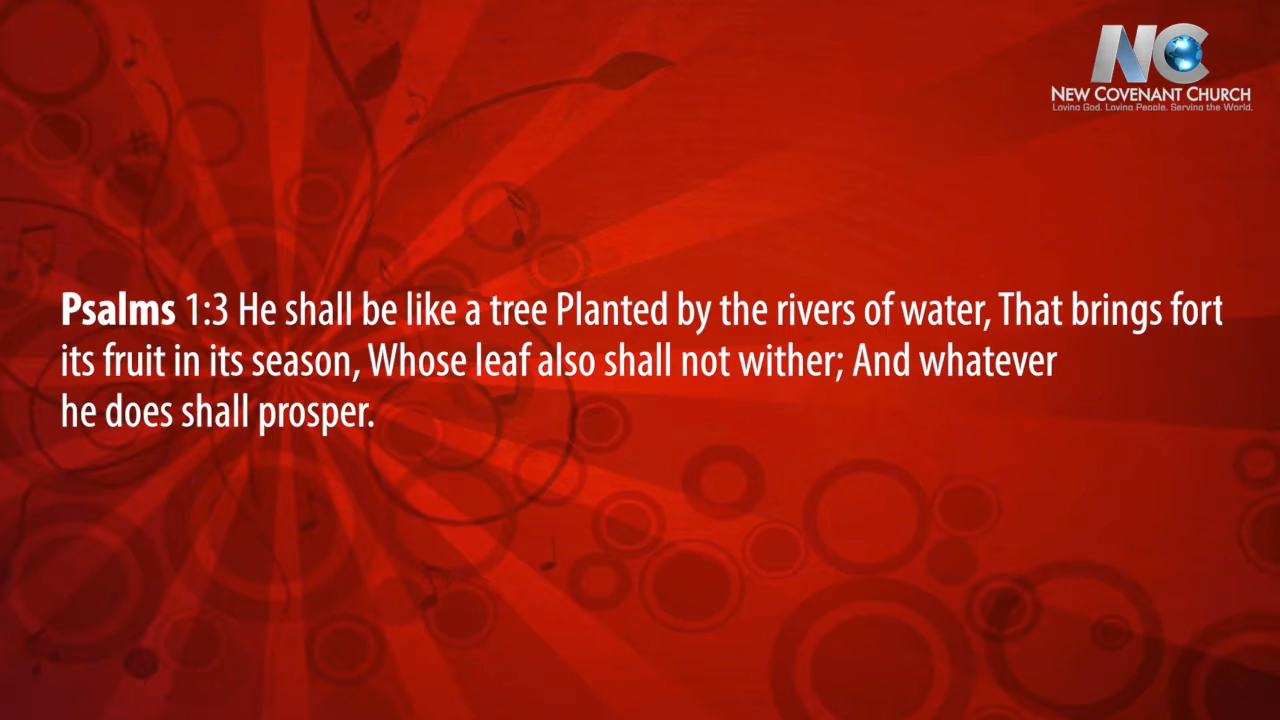 NC
NEW COVENANT CHURCH
Loving God. Loving People. Serving the World.
Psalms 1:3 He shall be like a tree Planted by the rivers of water, That brings fort
its fruit in its season, Whose leaf also shall not wither; And whatever
he does shall prosper.